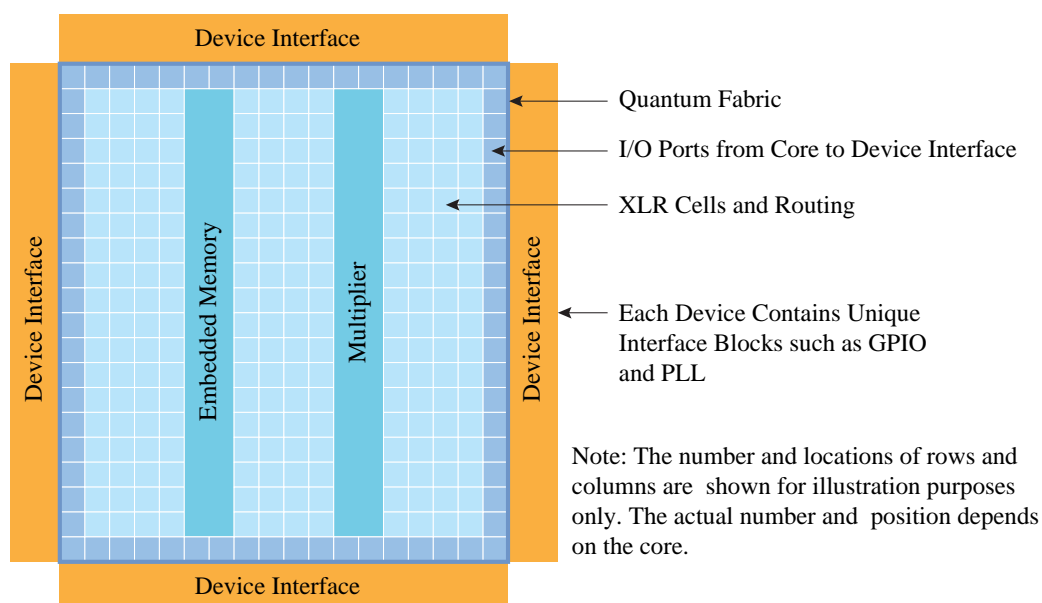 Device Interface
Device Interface
Embedded Memory
Multiplier
Device Interface
Quantum Fabric
I/O Ports from Core to Device Interface
XLR Cells and Routing
Each Device Contains Unique
Interface Blocks such as GPIO
and PLL
Note: The number and locations of rows and
columns are shown for illustration purposes
only. The actual number and position depends
on the core.
Device Interface